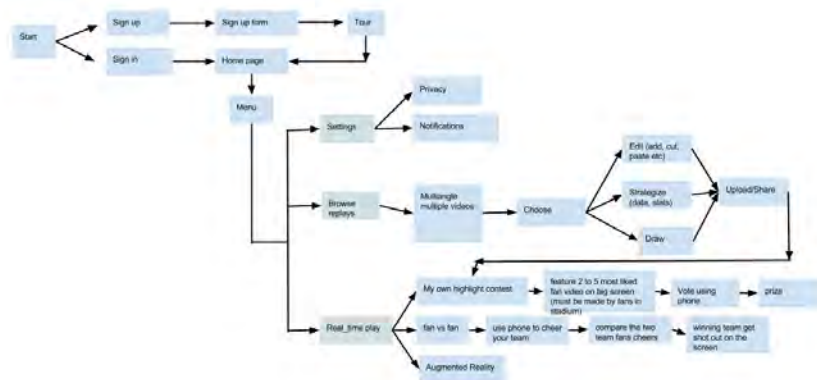 Start
Sign up
Sign up form
Tour
Sign in
Home page
Menu
Settings
Privacy
Notifications
Browse
replays
Multiangle
multiple videos
Choose
Edit (add, cut,
paste etc)
Strategize
(data, stats)
Draw
Upload/Share
Real_time play
My own highlight contest
feature 2 to 5 most liked
fan video on big screen
(must be made by fans in
stadium)
Vote using
phone
prize
fan vs fan
use phone to cheer
your team
compare the two
team fans cheers
winning team get
shot out on the
screen
Augmented Reality